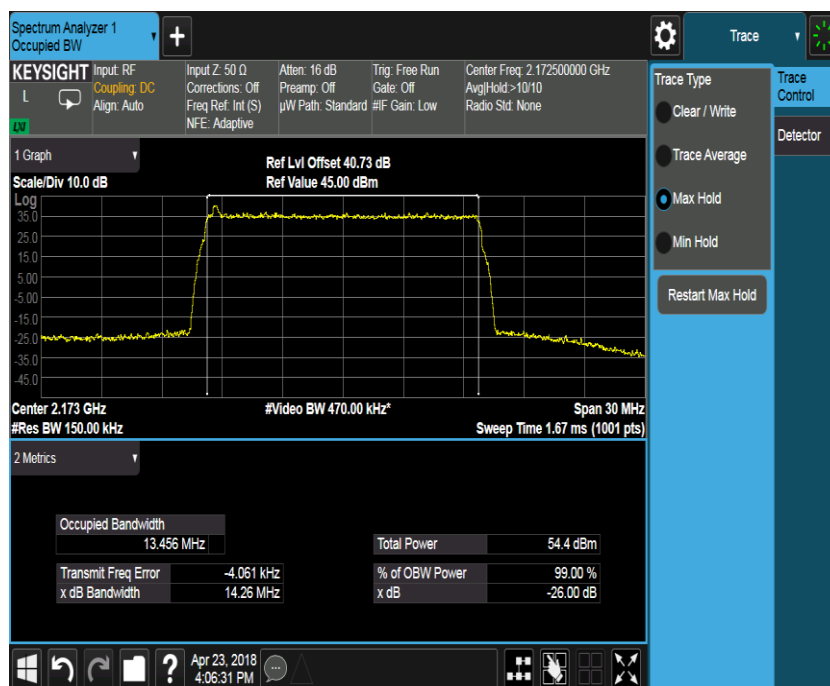 Spectrum Analyzer 1
Occupied BW
+
Trace
KEYSIGHT
L
LXI
Input: RF
Coupling: DC
Align: Auto
Input Z: 50 Ω
Corrections: Off
Freq Ref: Int (S)
NFE: Adaptive
Atten: 16 dB
Preamp: Off
µW Path: Standard
Trig: Free Run
Gate: Off
#IF Gain: Low
Center Freq: 2.172500000 GHz
Avg|Hold:>10/10
Radio Std: None
Trace Type
Clear / Write
Trace Average
Max Hold
Min Hold
Restart Max Hold
Trace
Control
Detector
1 Graph
Scale/Div 10.0 dB
Ref Lvl Offset 40.73 dB
Ref Value 45.00 dBm
Log
35.0
25.0
15.0
5.00
-5.00
-15.0
-25.0
-35.0
-45.0
Center 2.173 GHz
#Video BW 470.00 kHz*
Span 30 MHz
#Res BW 150.00 kHz
Sweep Time 1.67 ms (1001 pts)
2 Metrics
Occupied Bandwidth
13.456 MHz
Total Power 54.4 dBm
Transmit Freq Error -4.061 kHz
% of OBW Power 99.00 %
x dB Bandwidth 14.26 MHz
x dB -26.00 dB
?
Apr 23, 2018
4:06:31 PM